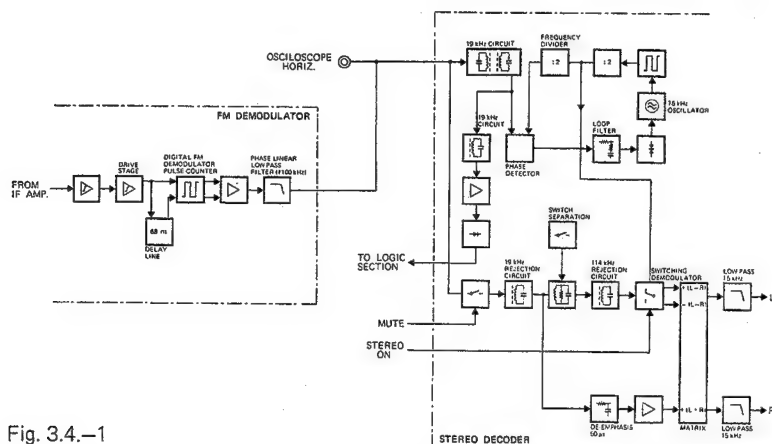 19 kHz CIRCUIT
FREQUENCY
DIVIDER
:2
:2
OSCILOSCOPE
HORIZ.
76 kHz
OSCILLATOR
19 kHz
CIRCUIT
LOOP
FILTER
PHASE
DETECTOR
FM DEMODULATOR
DRIVE
STAGE
DIGITAL FM
DEMODULATOR
PULSE COUNTER
PHASE LINEAR
LOW PASS
FILTER
FROM
IF AMP.
DELAY
LINE
SWITCH
SEPARATION
TO LOGIC
SECTION
19 kHz
REJECTION
CIRCUIT
114 kHz
REJECTION
CIRCUIT
SWITCHING
DEMODULATOR
LOW PASS
15 kHz
MUTE
STEREO
ON
DE EMPHASIS
50 µs
MATRIX
LOW PASS
15 kHz
STEREO DECODER
Fig. 3.4.–1